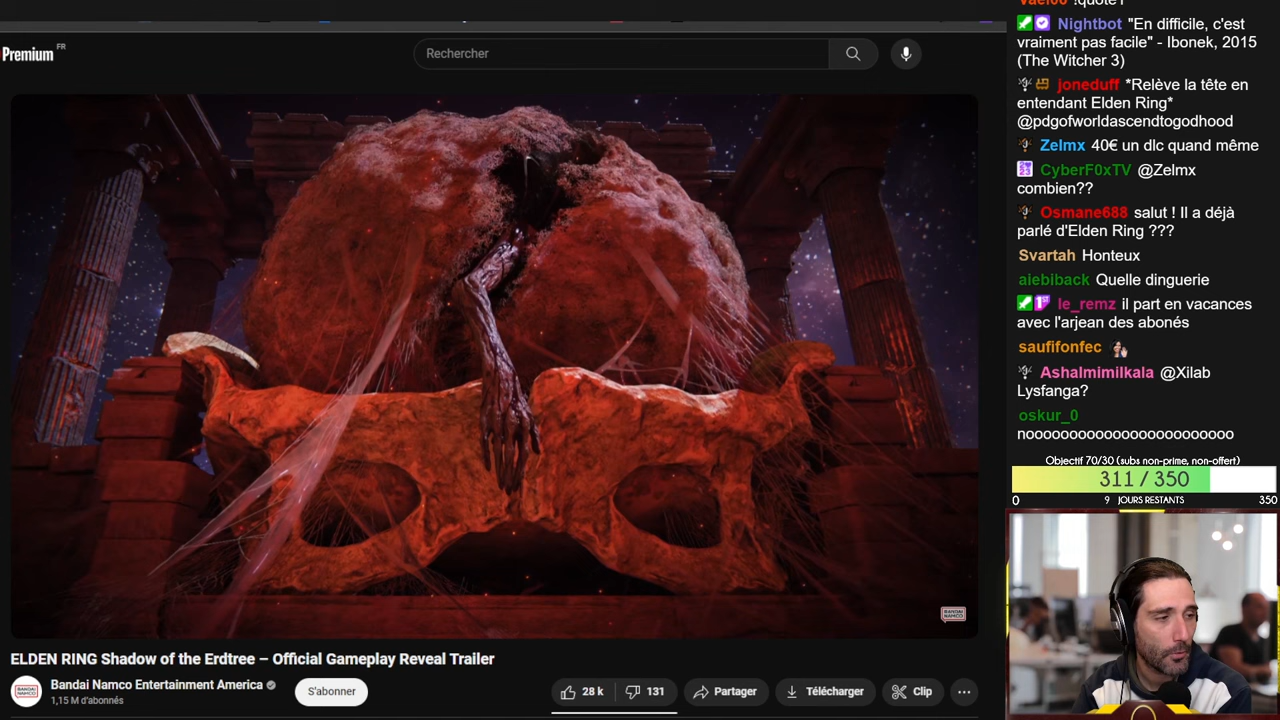 Premium FR
Rechercher
BANDAI NAMCO
ELDEN RING Shadow of the Erdtree – Official Gameplay Reveal Trailer
Bandai Namco Entertainment America
1,15 M d'abonnés
S'abonner
28 k
131
Partager
Télécharger
Clip
!quote1
Nightbot "En difficile, c'est
vraiment pas facile" - Ibonek, 2015
(The Witcher 3)
joneduff *Relève la tête en
entendant Elden Ring*
@pdgofworldascendtogodhood
Zelmx 40€ un dlc quand même
CyberF0xTV @Zelmx
combien??
Osmane688 salut ! Il a déjà
parlé d'Elden Ring ???
Svartah Honteux
aiebiback Quelle dinguerie
le_remz il part en vacances
avec l'arjean des abonés
saufifonfec
@Xilab
Lysfanga?
oskur_0
noooooooooooooooooooooooo
Objectif 70/30 (subs non-prime, non-offert)
311 / 350
0 9 JOURS RESTANTS 350